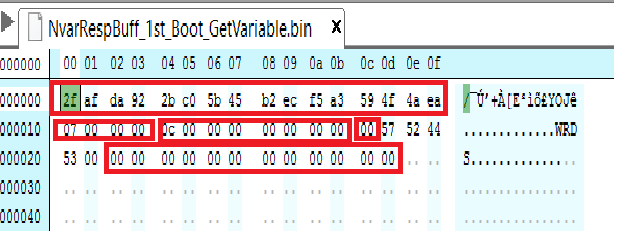 NvarRespBuff_1st_Boot_GetVariable.bin x
000000 00 01 02 03 04 05 06 07 08 09 0a 0b 0c 0d 0e 0f
000000 2f af da 92 2b c0 5b 45 b2 ec f5 a3 59 4f 4a ea /¯Ú’+À[E²ìõ£YOJê
000010 07 00 00 00 0c 00 00 00 00 00 00 00 00 57 52 44 .............WRD
000020 53 00 00 00 00 00 00 00 00 00 00 00 00 00 .. .. S...............
000030 .. .. .. .. .. .. .. .. .. .. .. .. .. .. .. .. ................
000040 .. .. .. .. .. .. .. .. .. .. .. .. .. .. .. .. ................